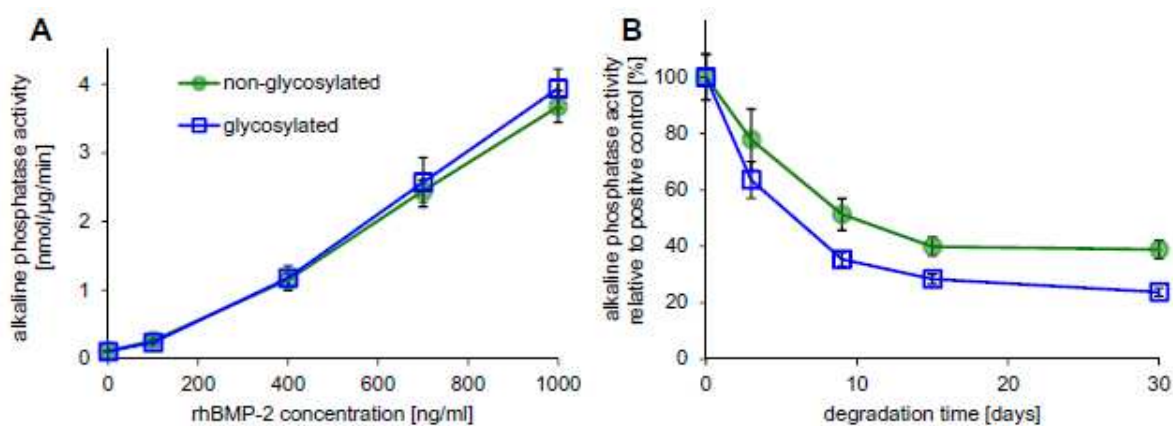 A
alkaline phosphatase activity
[nmol/µg/min]
4
3
2
1
0
non-glycosylated
glycosylated
0 200 400 600 800 1000
rhBMP-2 concentration [ng/ml]
B
alkaline phosphatase activity
relative to positive control [%]
100
80
60
40
20
0
0 10 20 30
degradation time [days]